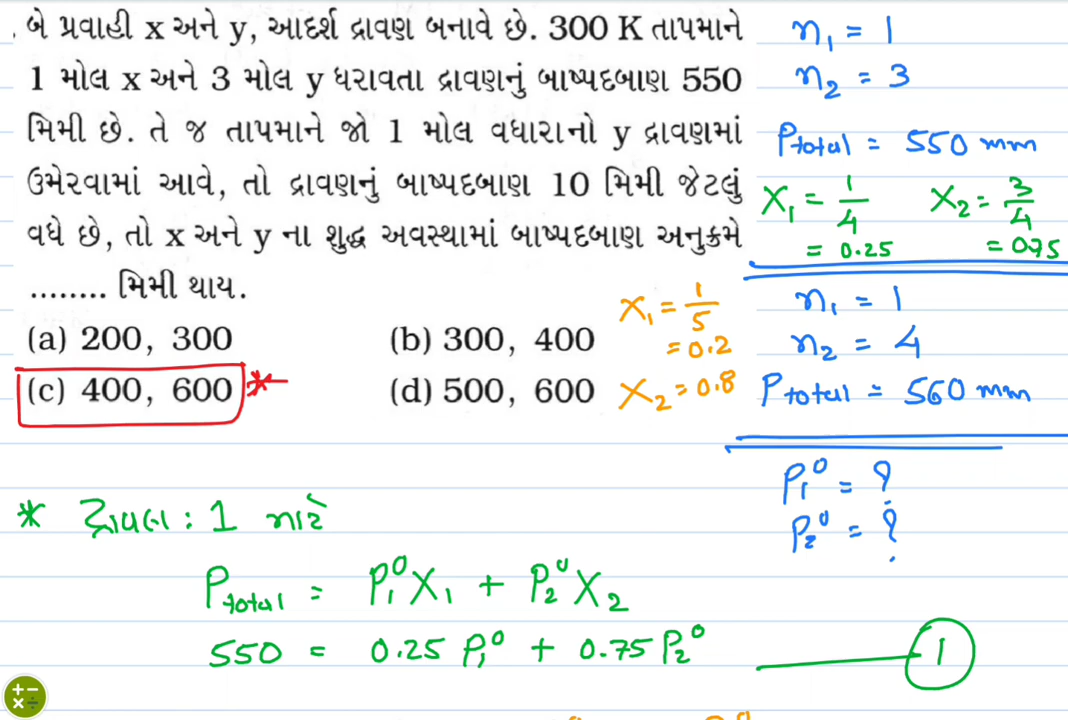 બે પ્રવાહી x અને y, આદર્શ દ્રાવણ બનાવે છે. 300 K તાપમાને
1 મોલ x અને 3 મોલ y ધરાવતા દ્રાવણનું બાષ્પદબાણ 550
મિમી છે. તે જ તાપમાને જો 1 મોલ વધારાનો y દ્રાવણમાં
ઉમેરવામાં આવે, તો દ્રાવણનું બાષ્પદબાણ 10 મિમી જેટલું
વધે છે, તો x અને y ના શુદ્ધ અવસ્થામાં બાષ્પદબાણ અનુક્રમે
........ મિમી થાય.
(a) 200, 300
(b) 300, 400
(c) 400, 600 *
(d) 500, 600
n₁ = 1
n₂ = 3
Ptotal = 550 mm
X₁ = 1/4 X₂ = 3/4
= 0.25 = 0.75
n₁ = 1
n₂ = 4
Ptotal = 560 mm
X₁ = 1/5
= 0.2
X₂ = 0.8
P₁⁰ = ?
P₂⁰ = ?
* દ્રાવણ : 1 માટે
Ptotal = P₁⁰X₁ + P₂⁰X₂
550 = 0.25 P₁⁰ + 0.75 P₂⁰ 1